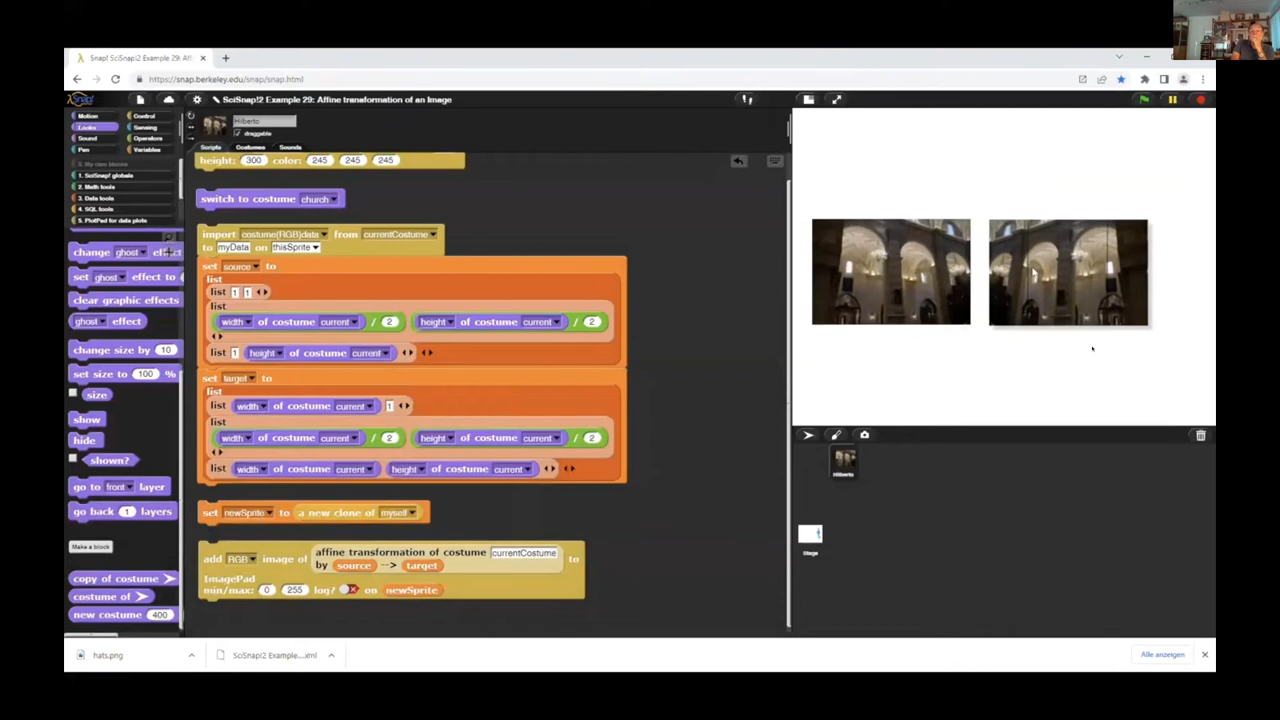 Snap! SciSnap!2 Example 29: Aff
https://snap.berkeley.edu/snap/snap.html
Snap!
SciSnap!2 Example 29: Affine transformation of an Image
Motion Control
Looks Sensing
Sound Operators
Pen Variables
1. SciSnap! globals
2. Math tools
3. Data tools
4. SQL tools
5. PlotPad for data plots
change ghost effect
set ghost effect to
clear graphic effects
ghost effect
change size by 10
set size to 100 %
size
show
hide
shown?
go to front layer
go back 1 layers
Make a block
copy of costume
costume of
new costume 400
Hilberto
draggable
Scripts Costumes Sounds
height: 300 color: 245 245 245
switch to costume church
import costume(RGB)data from currentCostume
to myData on thisSprite
set source to
list
list 1 1
list
width of costume current / 2 height of costume current / 2
list 1 height of costume current
set target to
list
list width of costume current 1
list
width of costume current / 2 height of costume current / 2
list width of costume current height of costume current
set newSprite to a new clone of myself
add RGB image of affine transformation of costume currentCostume
by source --> target to
ImagePad
min/max: 0 255 log? on newSprite
Hilberto
Stage
hats.png
SciSnap!2 Example....xml
Alle anzeigen